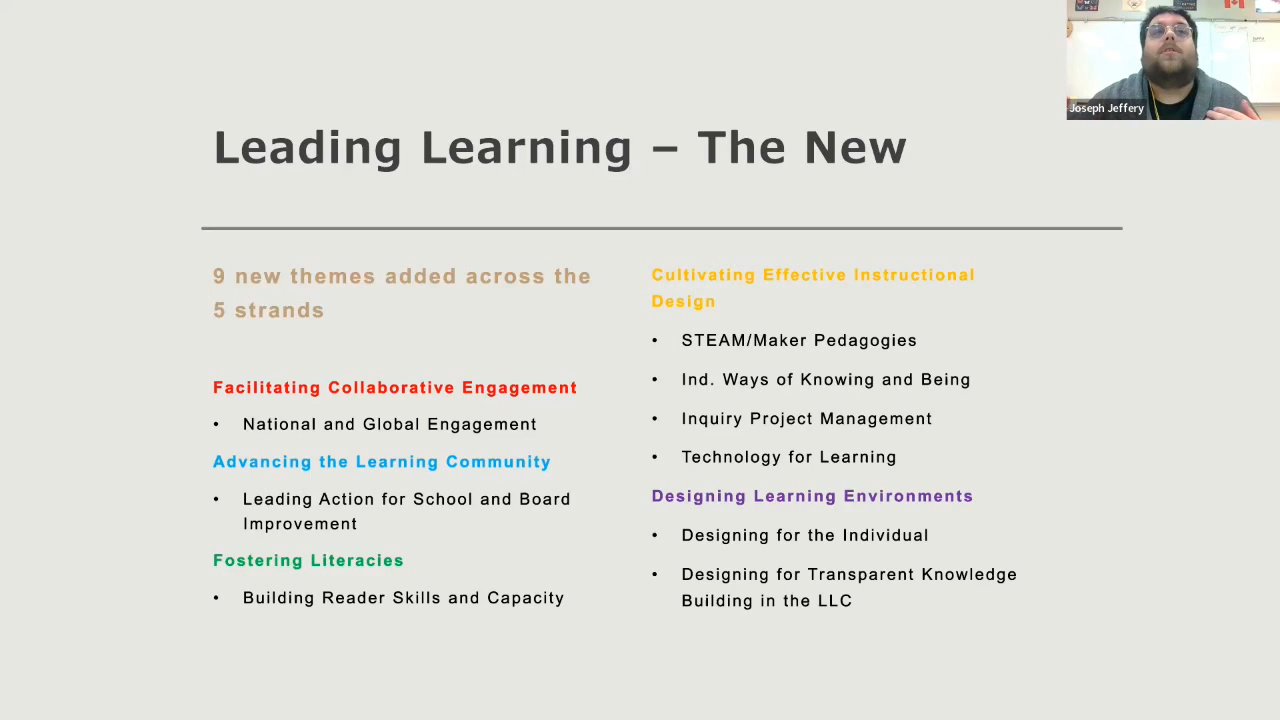 Joseph Jeffery
Leading Learning – The New
9 new themes added across the
5 strands
Facilitating Collaborative Engagement
• National and Global Engagement
Advancing the Learning Community
• Leading Action for School and Board
Improvement
Fostering Literacies
• Building Reader Skills and Capacity
Cultivating Effective Instructional
Design
• STEAM/Maker Pedagogies
• Ind. Ways of Knowing and Being
• Inquiry Project Management
• Technology for Learning
Designing Learning Environments
• Designing for the Individual
• Designing for Transparent Knowledge
Building in the LLC